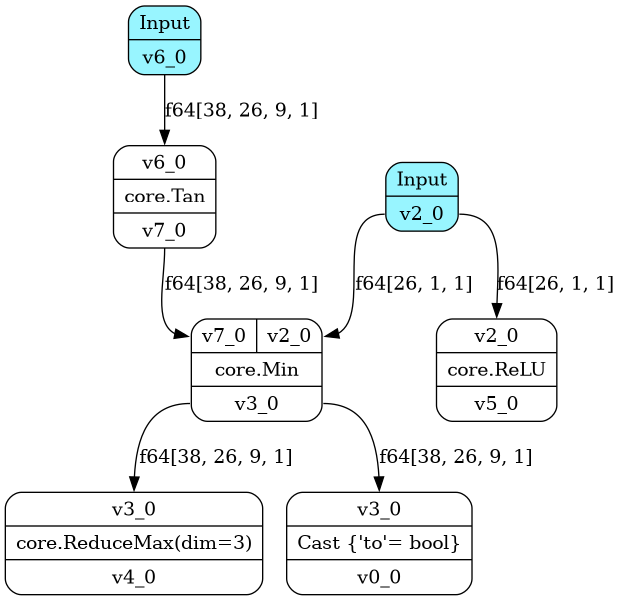 Input
v6_0
f64[38, 26, 9, 1]
v6_0
core.Tan
v7_0
Input
v2_0
f64[38, 26, 9, 1]
f64[26, 1, 1]
f64[26, 1, 1]
v7_0 v2_0
core.Min
v3_0
v2_0
core.ReLU
v5_0
f64[38, 26, 9, 1]
f64[38, 26, 9, 1]
v3_0
core.ReduceMax(dim=3)
v4_0
v3_0
Cast {'to'= bool}
v0_0